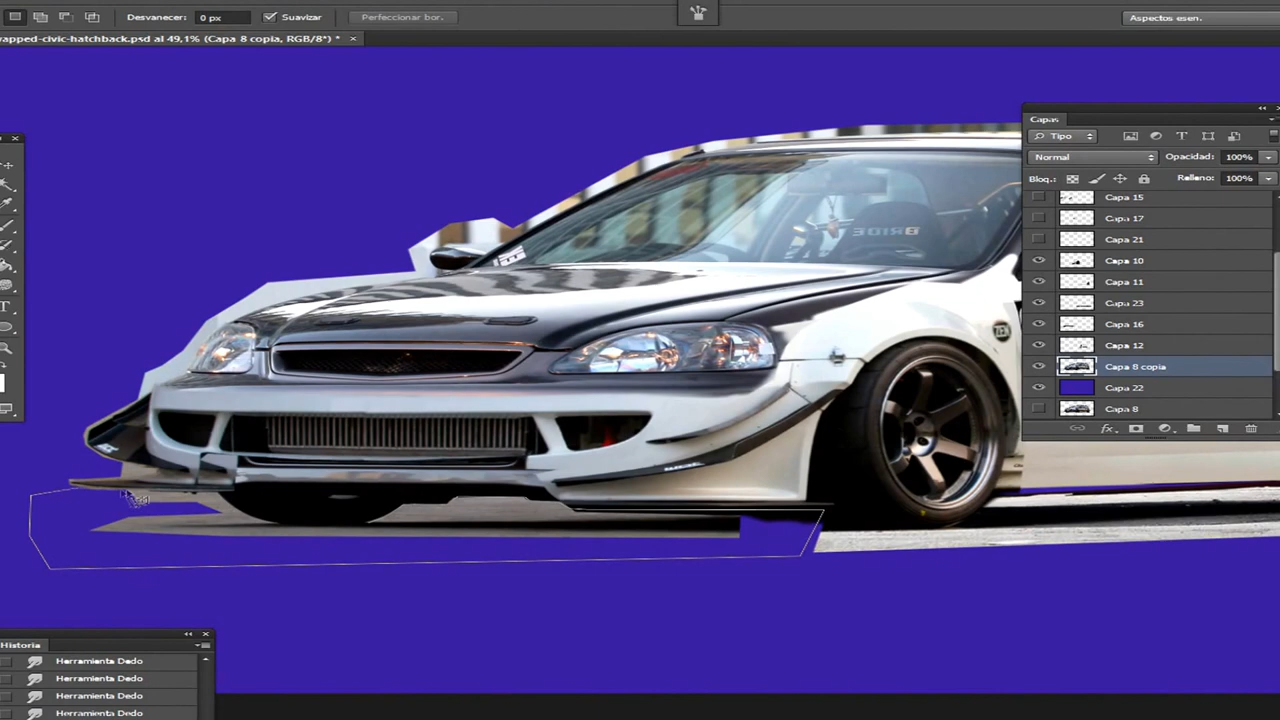 Desvanecer: 0 px Suavizar Perfeccionar bor. Aspectos esen.
rapped-civic-hatchback.psd al 49,1% (Capa 8 copia, RGB/8*) * ×
Capas
Tipo
Normal Opacidad: 100%
Bloq.: Relleno: 100%
Capa 15
Capa 17
Capa 21
Capa 10
Capa 11
Capa 23
Capa 16
Capa 12
Capa 8 copia
Capa 22
Capa 8
BRIDE
Historia
Herramienta Dedo
Herramienta Dedo
Herramienta Dedo
Herramienta Dedo